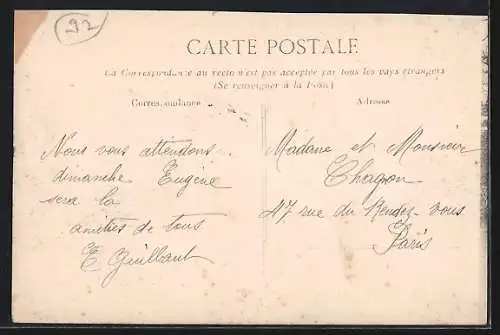 92
CARTE POSTALE
La Correspondance au recto n'est pas acceptée par tous les pays étrangers
(Se renseigner à la Poste)
Correspondance
Adresse
Nous vous attendons
dimanche Eugène
sera là
amitiés de tous
E. Guilbaut
Madame et Monsieur
Chagon
47 rue du Rendez-vous
Paris